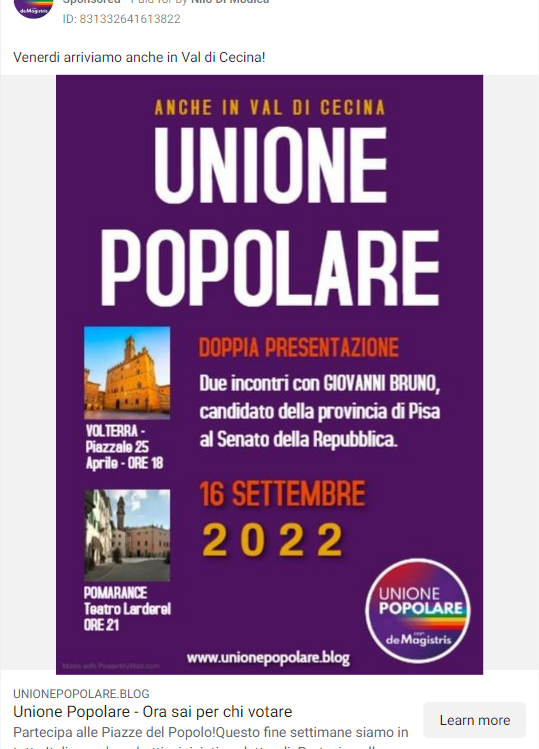 Sponsored · Paid for by Nilo Di Modica
ID: 831332641613822
Venerdi arriviamo anche in Val di Cecina!
ANCHE IN VAL DI CECINA
UNIONE
POPOLARE
DOPPIA PRESENTAZIONE
Due incontri con GIOVANNI BRUNO,
candidato della provincia di Pisa
al Senato della Repubblica.
VOLTERRA -
Piazzale 25
Aprile - ORE 18
16 SETTEMBRE
2022
POMARANCE
Teatro Larderel
ORE 21
UNIONE
POPOLARE
con
de Magistris
www.unionepopolare.blog
Made with PosterMyWall.com
UNIONEPOPOLARE.BLOG
Unione Popolare - Ora sai per chi votare
Learn more
Partecipa alle Piazze del Popolo!Questo fine settimane siamo in